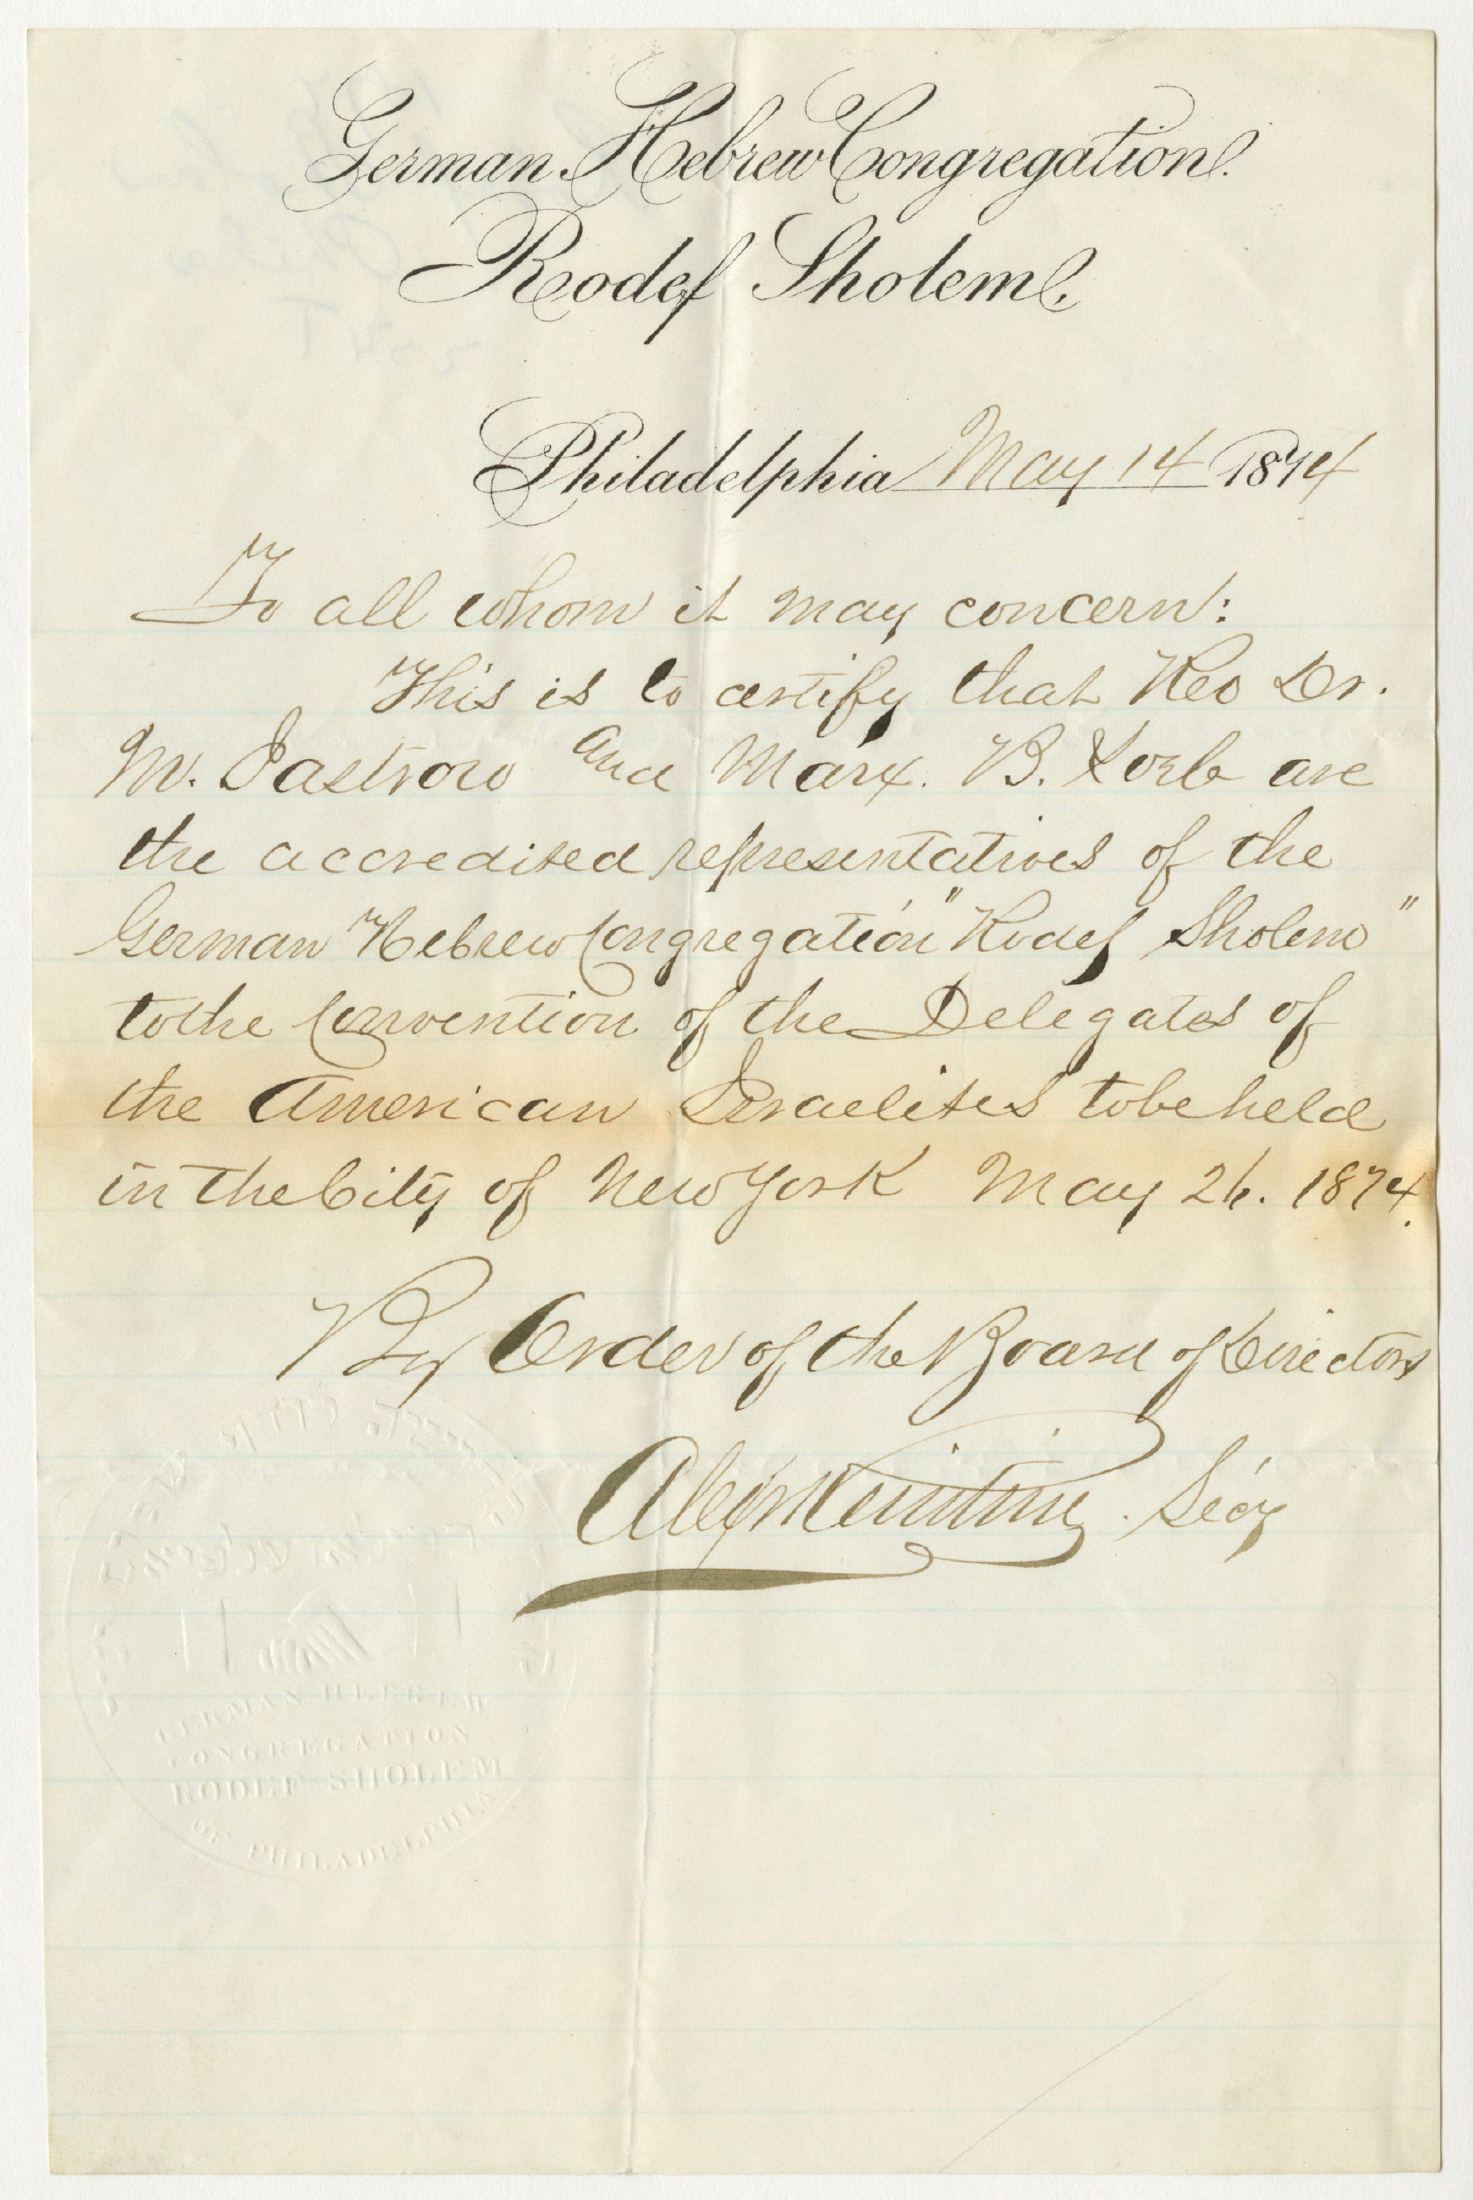 German Hebrew Congregation.
Rodef Sholem.
Philadelphia May 14 1874
To all whom it may concern:
This is to certify that Rev Dr.
M. Jastrow and Marx. B. Loeb are
the accredited representatives of the
German Hebrew Congregation "Rodef Sholem"
to the Convention of the Delegates of
the American Israelites to be held
in the City of New York May 26. 1874.
By Order of the Board of Directors
Sec'y
GERMAN HEBREW
CONGREGATION
RODEF SHOLEM
OF PHILADELPHIA